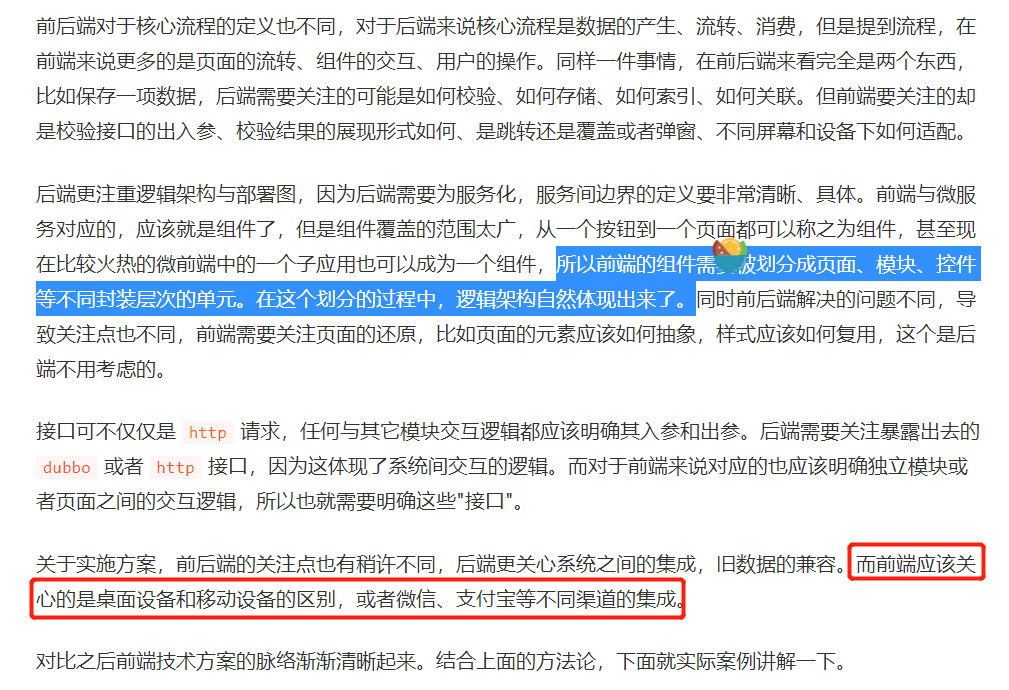 前后端对于核心流程的定义也不同，对于后端来说核心流程是数据的产生、流转、消费，但是提到流程，在
前端来说更多的是页面的流转、组件的交互、用户的操作。同样一件事情，在前后端来看完全是两个东西，
比如保存一项数据，后端需要关注的可能是如何校验、如何存储、如何索引、如何关联。但前端要关注的却
是校验接口的出入参、校验结果的展现形式如何、是跳转还是覆盖或者弹窗、不同屏幕和设备下如何适配。
后端更注重逻辑架构与部署图，因为后端需要为服务化，服务间边界的定义要非常清晰、具体。前端与微服
务对应的，应该就是组件了，但是组件覆盖的范围太广，从一个按钮到一个页面都可以称之为组件，甚至现
在比较火热的微前端中的一个子应用也可以成为一个组件，所以前端的组件需划分成页面、模块、控件
等不同封装层次的单元。在这个划分的过程中，逻辑架构自然体现出来了。同时前后端解决的问题不同，导
致关注点也不同，前端需要关注页面的还原，比如页面的元素应该如何抽象，样式应该如何复用，这个是后
端不用考虑的。
接口可不仅仅是 http 请求，任何与其它模块交互逻辑都应该明确其入参和出参。后端需要关注暴露出去的
dubbo 或者 http 接口，因为这体现了系统间交互的逻辑。而对于前端来说对应的也应该明确独立模块或
者页面之间的交互逻辑，所以也就需要明确这些"接口"。
关于实施方案，前后端的关注点也有稍许不同，后端更关心系统之间的集成，旧数据的兼容。而前端应该关
心的是桌面设备和移动设备的区别，或者微信、支付宝等不同渠道的集成。
对比之后前端技术方案的脉络渐渐清晰起来。结合上面的方法论，下面就实际案例讲解一下。